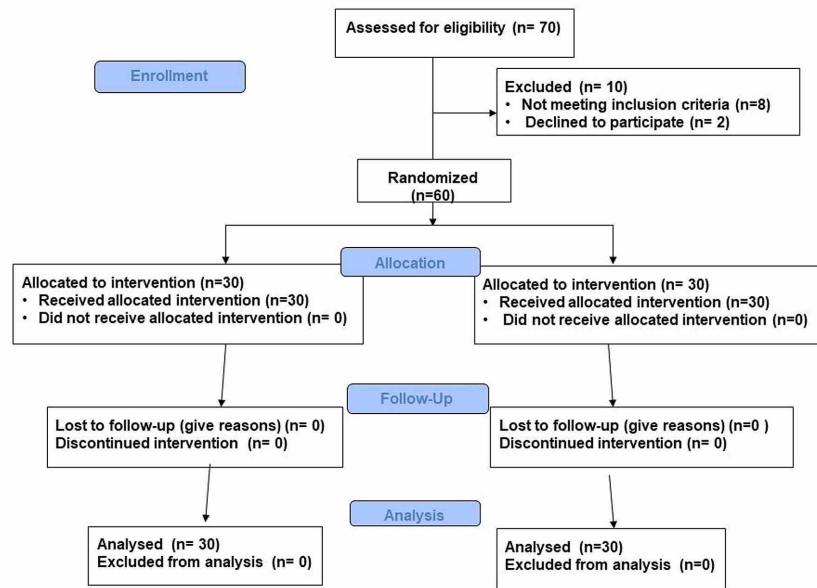 Assessed for eligibility (n= 70)
Enrollment
Excluded (n= 10)
• Not meeting inclusion criteria (n=8)
• Declined to participate (n= 2)
Randomized
(n=60)
Allocation
Allocated to intervention (n=30)
• Received allocated intervention (n=30)
• Did not receive allocated intervention (n= 0)
Allocated to intervention (n= 30)
• Received allocated intervention (n=30)
• Did not receive allocated intervention (n=0)
Follow-Up
Lost to follow-up (give reasons) (n= 0)
Discontinued intervention (n= 0)
Lost to follow-up (give reasons) (n=0 )
Discontinued intervention (n= 0)
Analysis
Analysed (n= 30)
Excluded from analysis (n= 0)
Analysed (n=30)
Excluded from analysis (n=0)